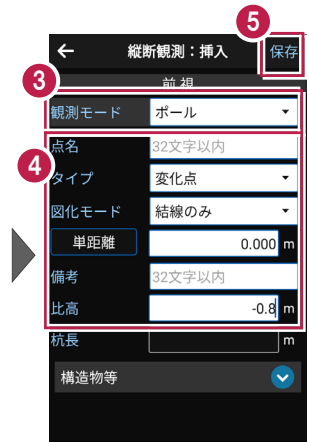 5
← 縦断観測：挿入 保存
前視
3
観測モード ポール
4
点名 32文字以内
タイプ 変化点
図化モード 結線のみ
単距離 0.000 m
備考 32文字以内
比高 -0.8 m
杭長 m
構造物等